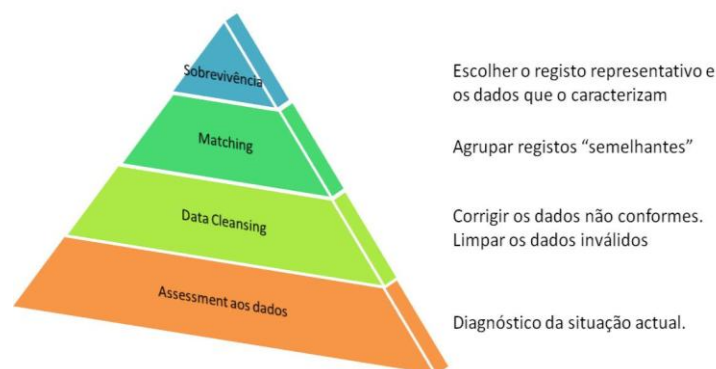 Sobrevivência
Escolher o registo representativo e
os dados que o caracterizam
Matching
Agrupar registos “semelhantes”
Data Cleansing
Corrigir os dados não conformes.
Limpar os dados inválidos
Assessment aos dados
Diagnóstico da situação actual.